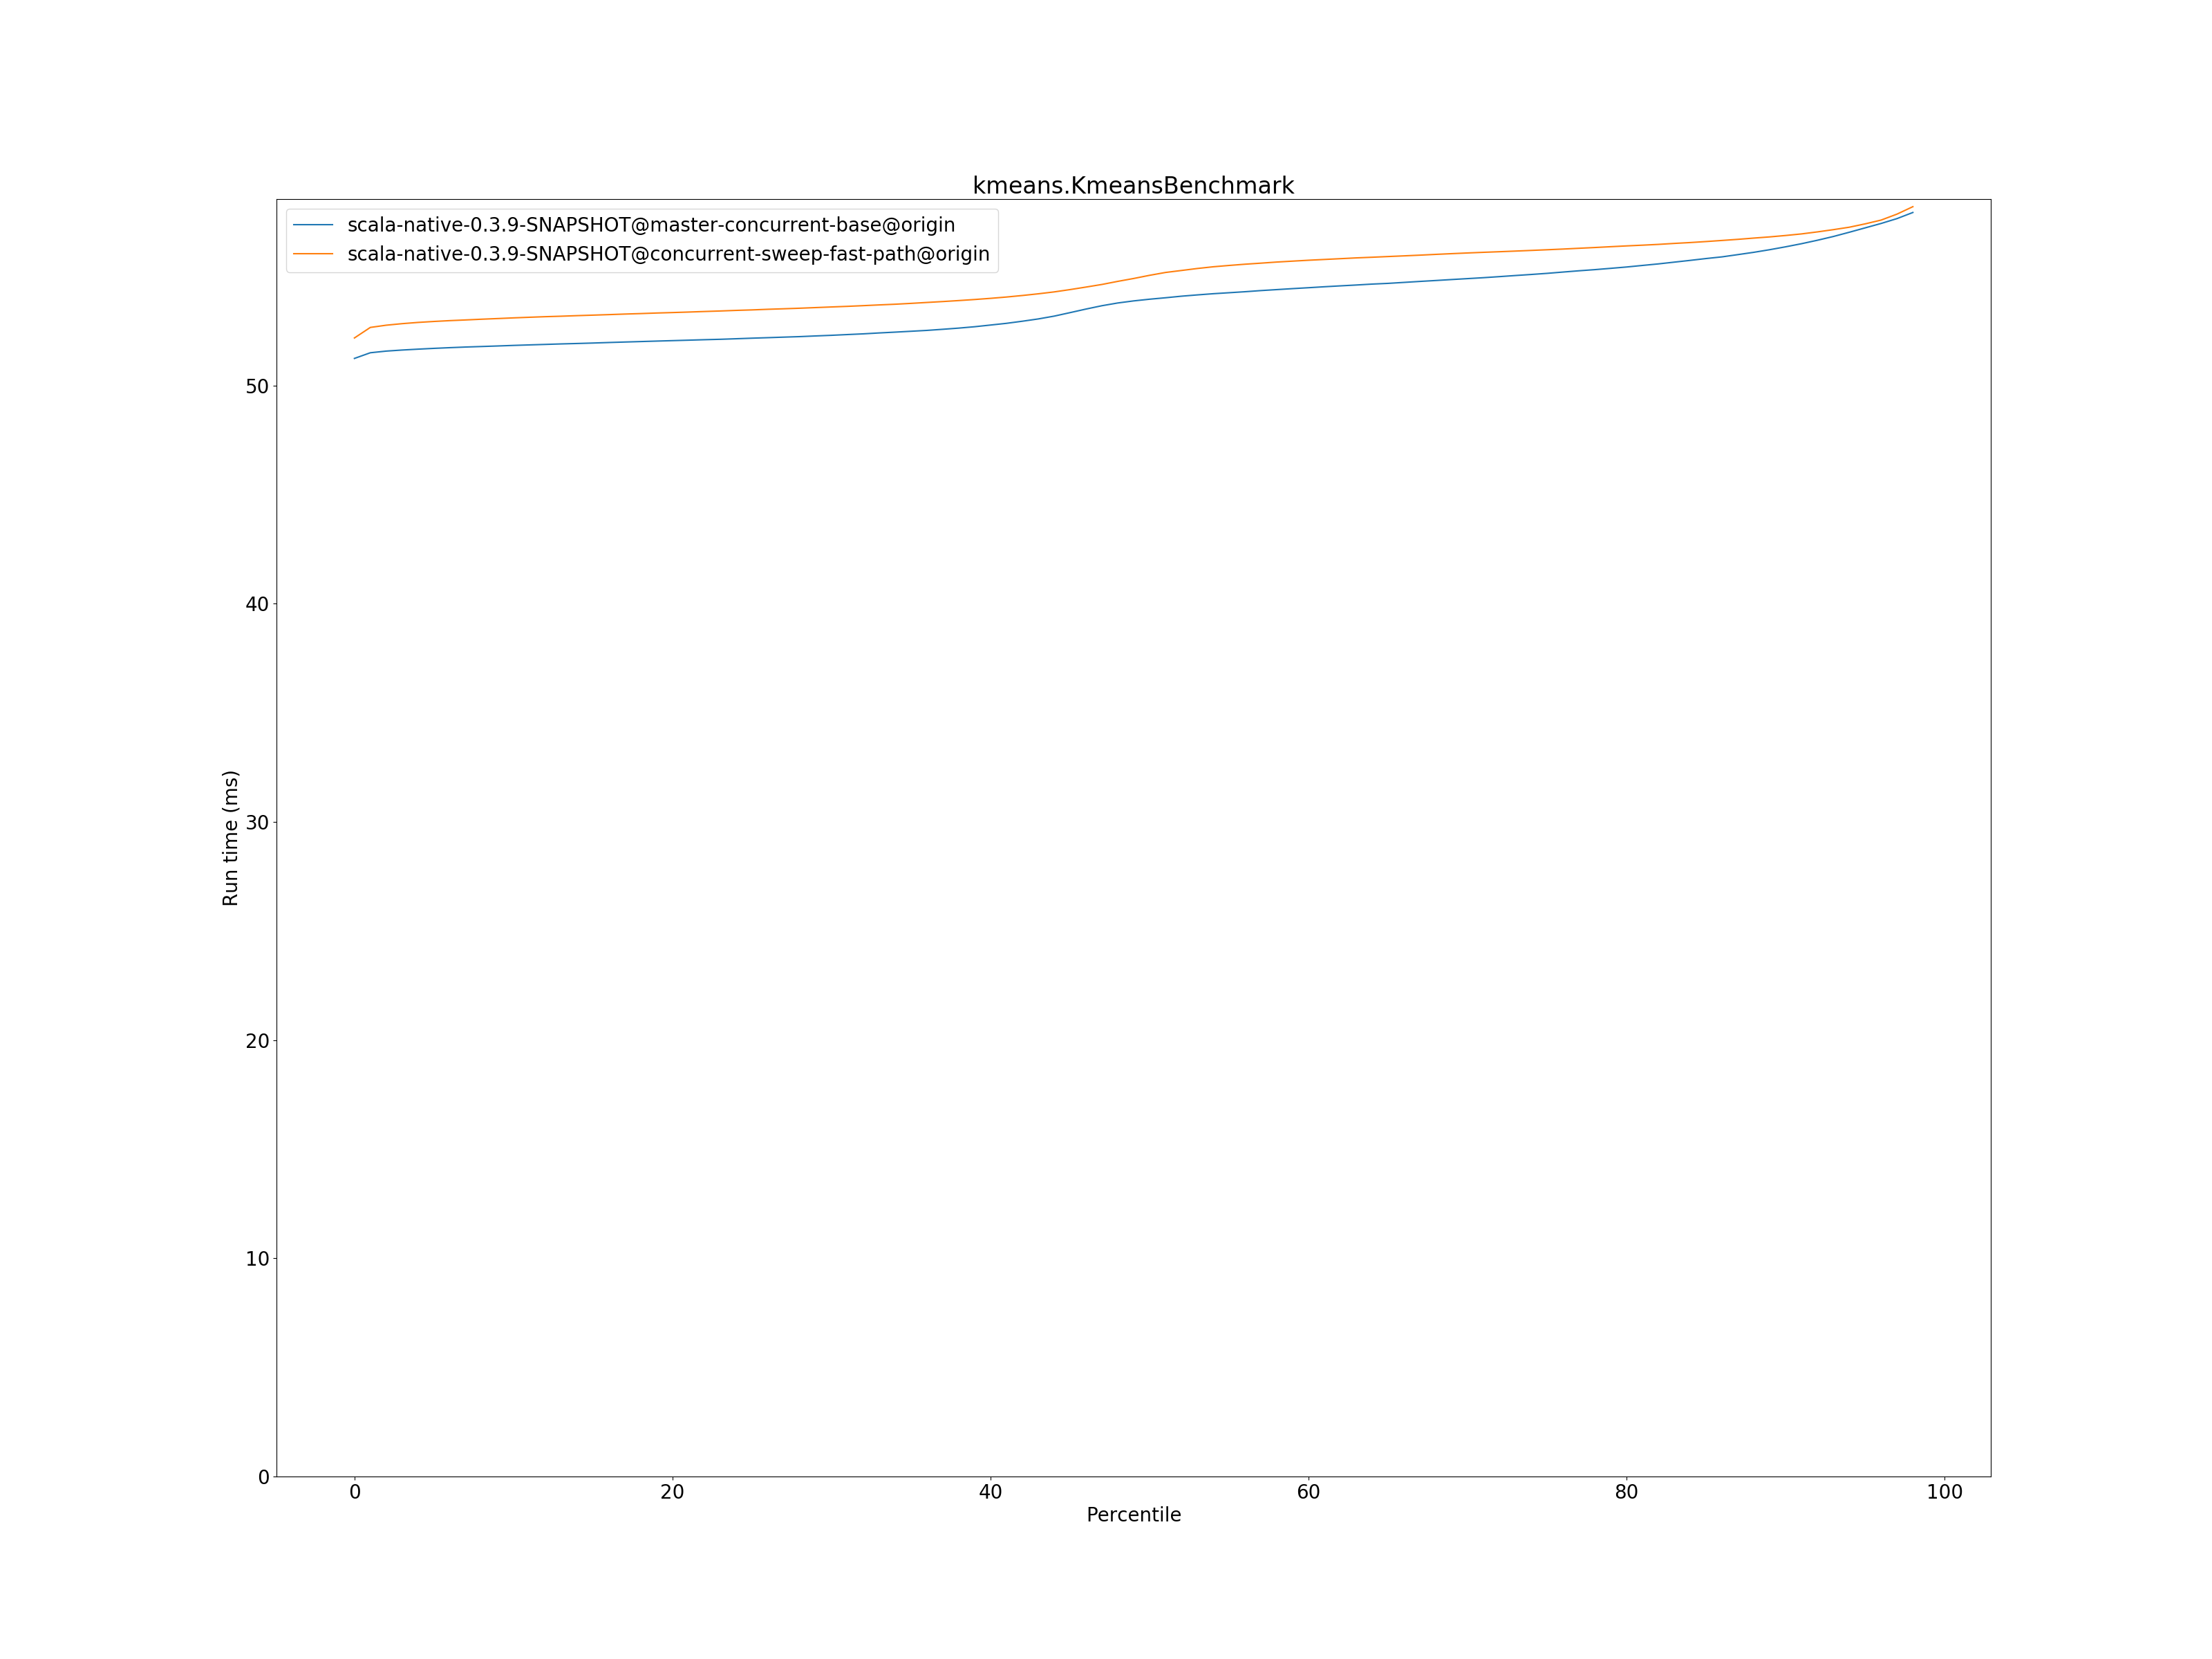 kmeans.KmeansBenchmark
scala-native-0.3.9-SNAPSHOT@master-concurrent-base@origin
scala-native-0.3.9-SNAPSHOT@concurrent-sweep-fast-path@origin
50
40
30
20
10
0
Run time (ms)
0 20 40 60 80 100
Percentile